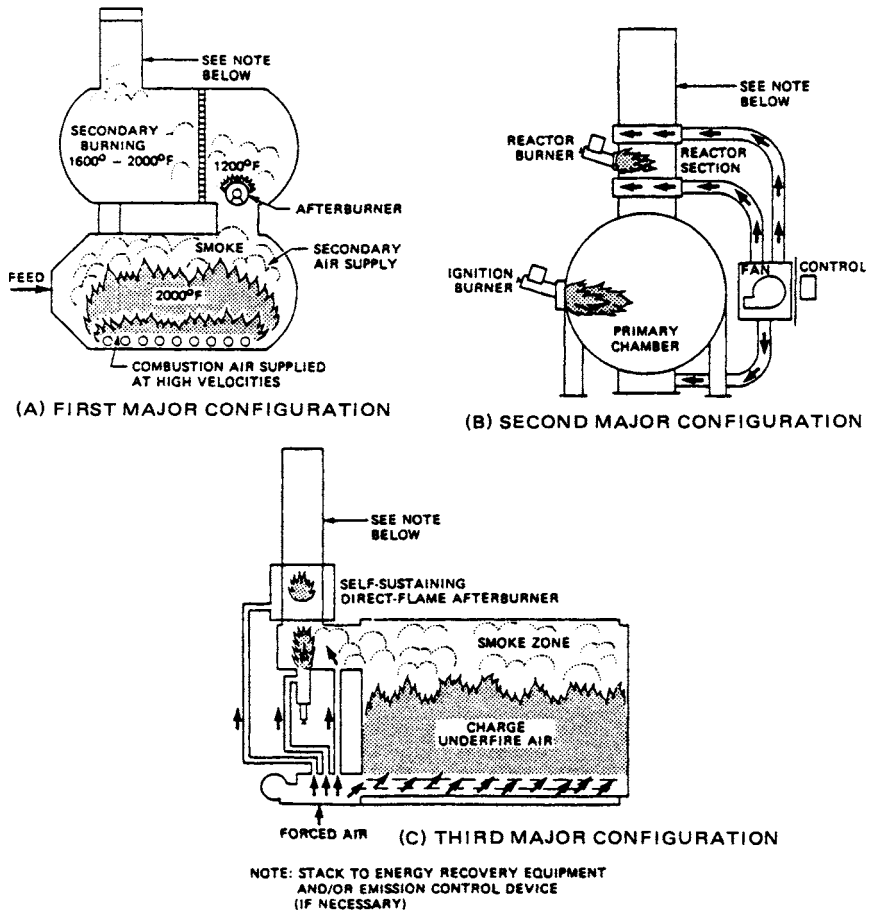 SEE NOTE
BELOW
SECONDARY
BURNING
1600° – 2000°F
1200°F
AFTERBURNER
SMOKE
SECONDARY
AIR SUPPLY
FEED
2000°F
COMBUSTION AIR SUPPLIED
AT HIGH VELOCITIES
(A) FIRST MAJOR CONFIGURATION
SEE NOTE
BELOW
REACTOR
BURNER
REACTOR
SECTION
IGNITION
BURNER
FAN
CONTROL
PRIMARY
CHAMBER
(B) SECOND MAJOR CONFIGURATION
SEE NOTE
BELOW
SELF-SUSTAINING
DIRECT-FLAME AFTERBURNER
SMOKE ZONE
CHARGE
UNDERFIRE AIR
FORCED AIR
(C) THIRD MAJOR CONFIGURATION
NOTE: STACK TO ENERGY RECOVERY EQUIPMENT
AND/OR EMISSION CONTROL DEVICE
(IF NECESSARY)